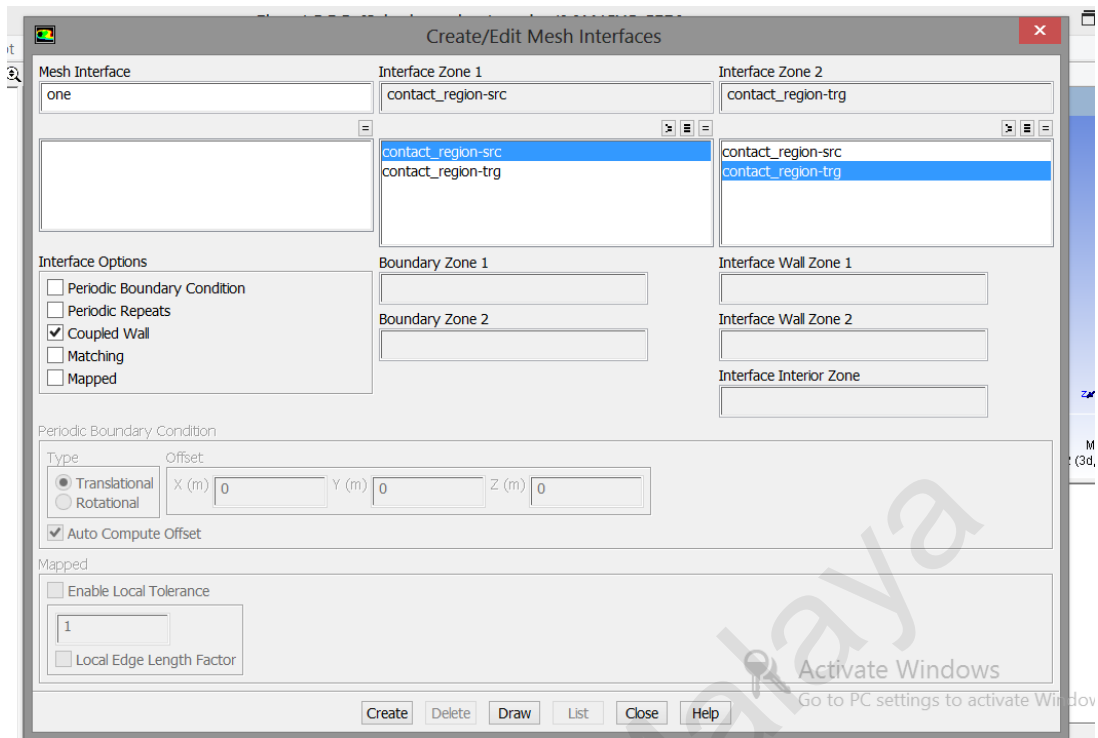 Create/Edit Mesh Interfaces
Mesh Interface
Interface Zone 1
Interface Zone 2
one
contact_region-src
contact_region-trg
contact_region-src
contact_region-src
contact_region-trg
contact_region-trg
Interface Options
Boundary Zone 1
Interface Wall Zone 1
Periodic Boundary Condition
Periodic Repeats
Boundary Zone 2
Interface Wall Zone 2
Coupled Wall
Matching
Mapped
Interface Interior Zone
Periodic Boundary Condition
Type
Offset
Translational
X (m) 0
Y (m) 0
Z (m) 0
Rotational
Auto Compute Offset
Mapped
Enable Local Tolerance
1
Local Edge Length Factor
Activate Windows
Go to PC settings to activate Window
Create
Delete
Draw
List
Close
Help
alaya
(3d,